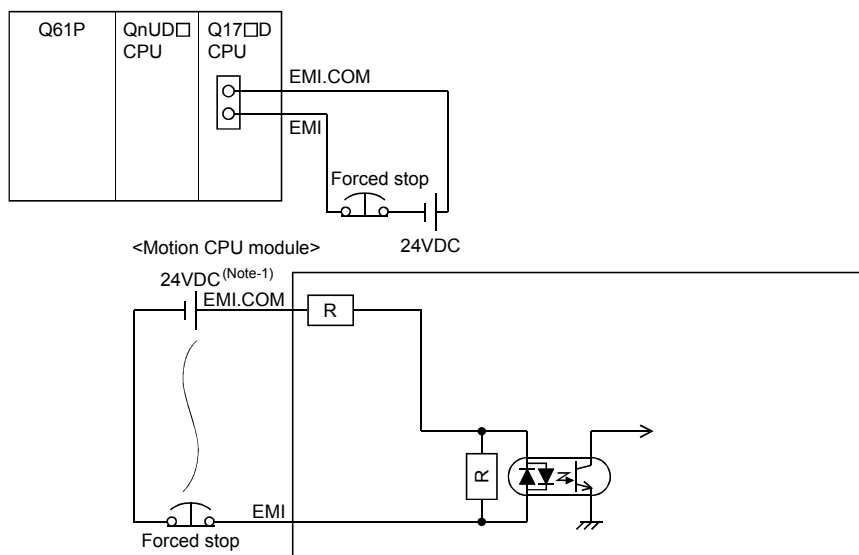 Q61P
QnUD□
CPU
Q17□D
CPU
EMI.COM
EMI
Forced stop
24VDC
<Motion CPU module>
24VDC(Note-1)
EMI.COM
R
R
EMI
Forced stop